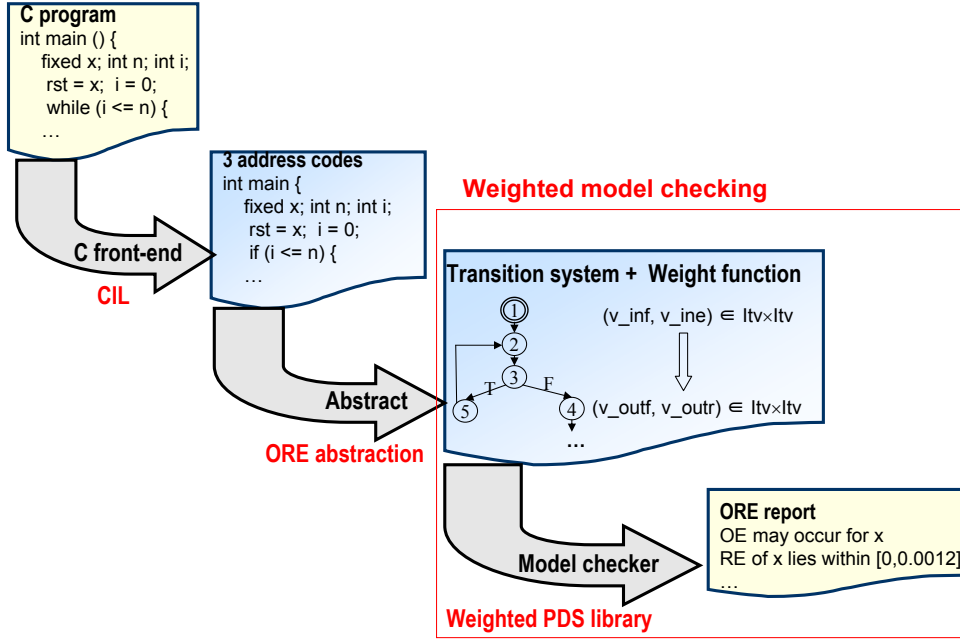 C program
int main () {
fixed x; int n; int i;
rst = x; i = 0;
while (i <= n) {
…
C front-end
CIL
3 address codes
int main {
fixed x; int n; int i;
rst = x; i = 0;
if (i <= n) {
…
Abstract
ORE abstraction
Weighted model checking
Transition system + Weight function
1
2
3
T
F
5
4
…
(v_inf, v_ine) ∈ Itv×Itv
(v_outf, v_outr) ∈ Itv×Itv
Model checker
Weighted PDS library
ORE report
OE may occur for x
RE of x lies within [0,0.0012]
…